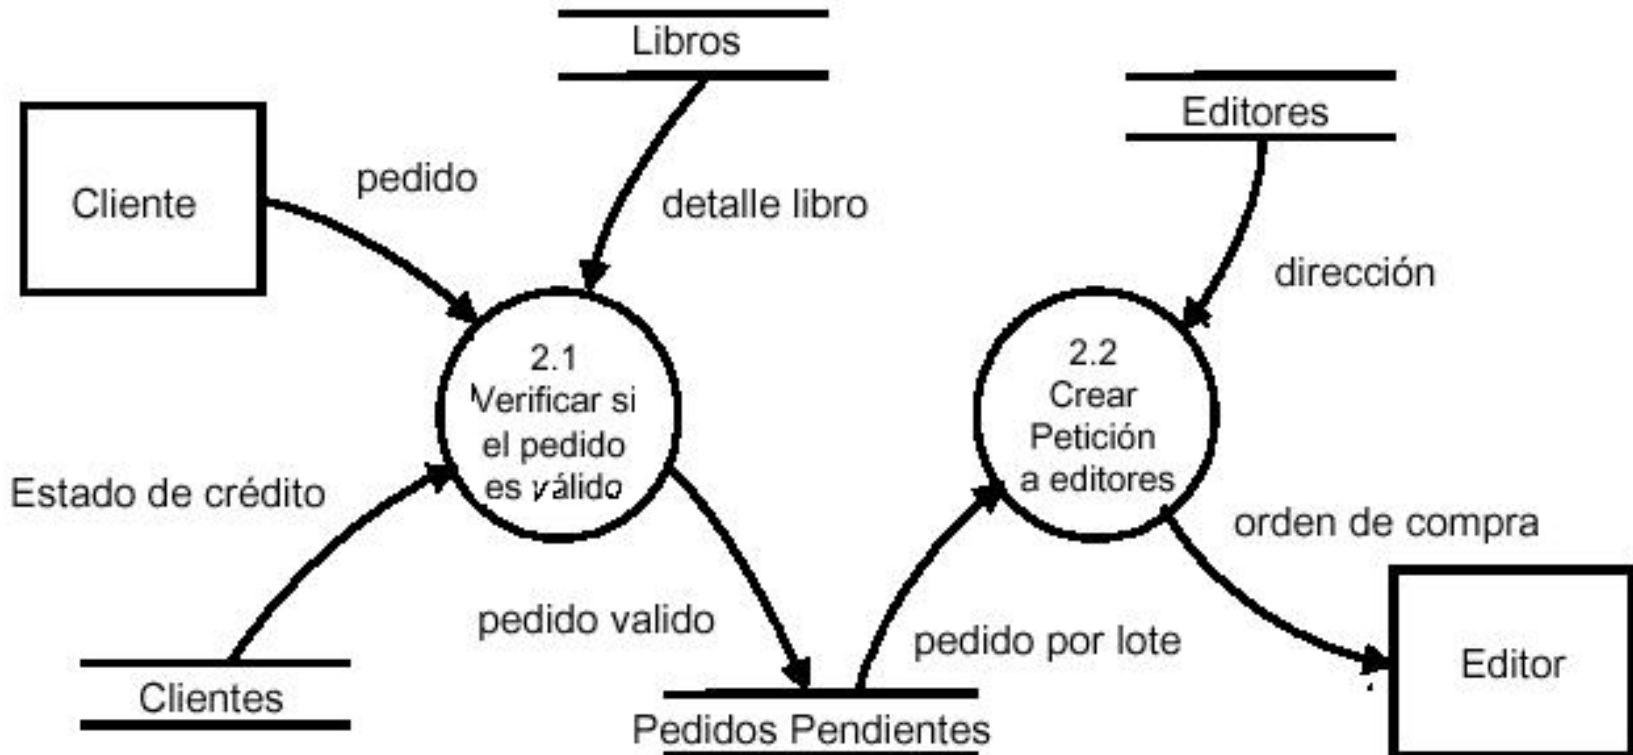 Libros
Editores
Cliente
pedido
detalle libro
dirección
2.1
Verificar si
el pedido
es válido
2.2
Crear
Petición
a editores
Estado de crédito
orden de compra
pedido valido
pedido por lote
Editor
Clientes
Pedidos Pendientes